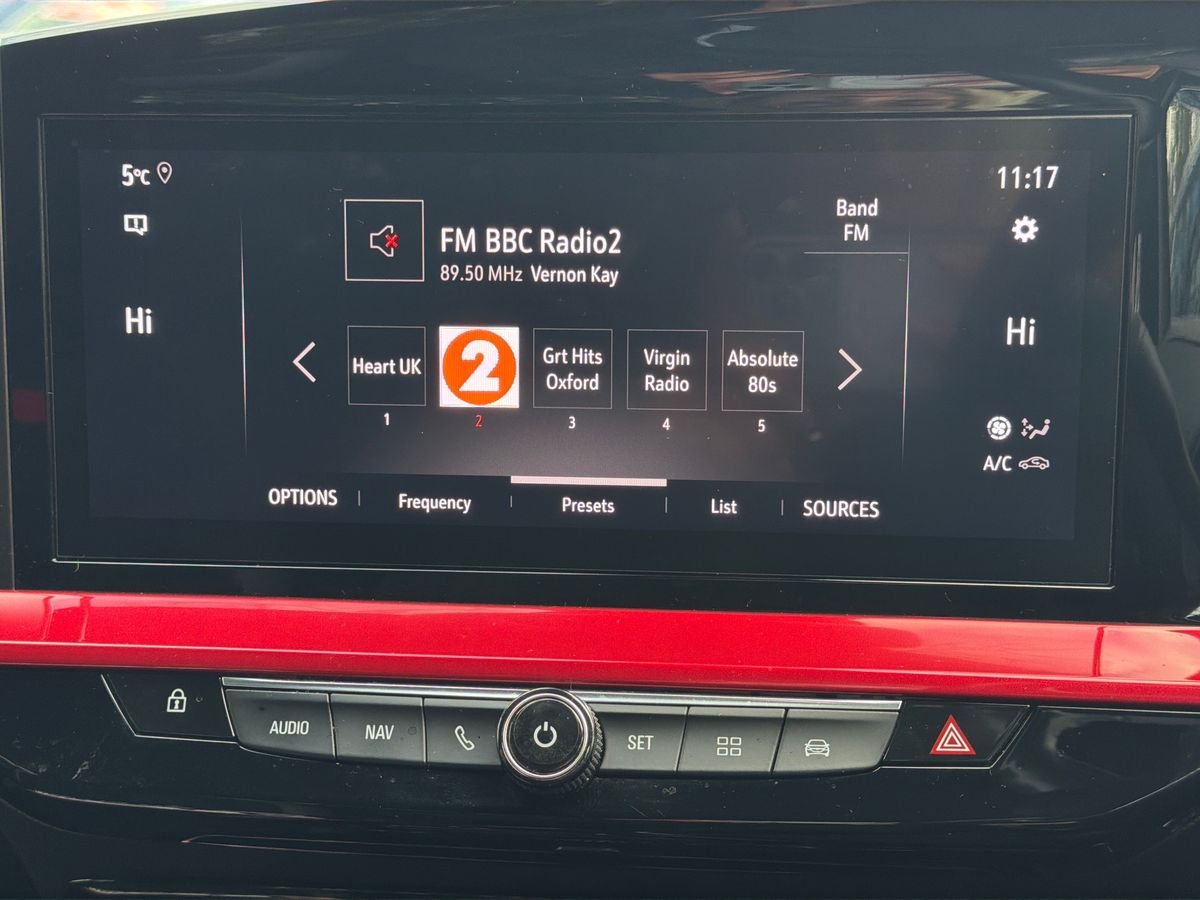 5°C
11:17
Band
FM
FM BBC Radio2
89.50 MHz Vernon Kay
Hi
Hi
Heart UK
2
Grt Hits
Oxford
Virgin
Radio
Absolute
80s
1
2
3
4
5
A/C
OPTIONS
Frequency
Presets
List
SOURCES
AUDIO
NAV
SET